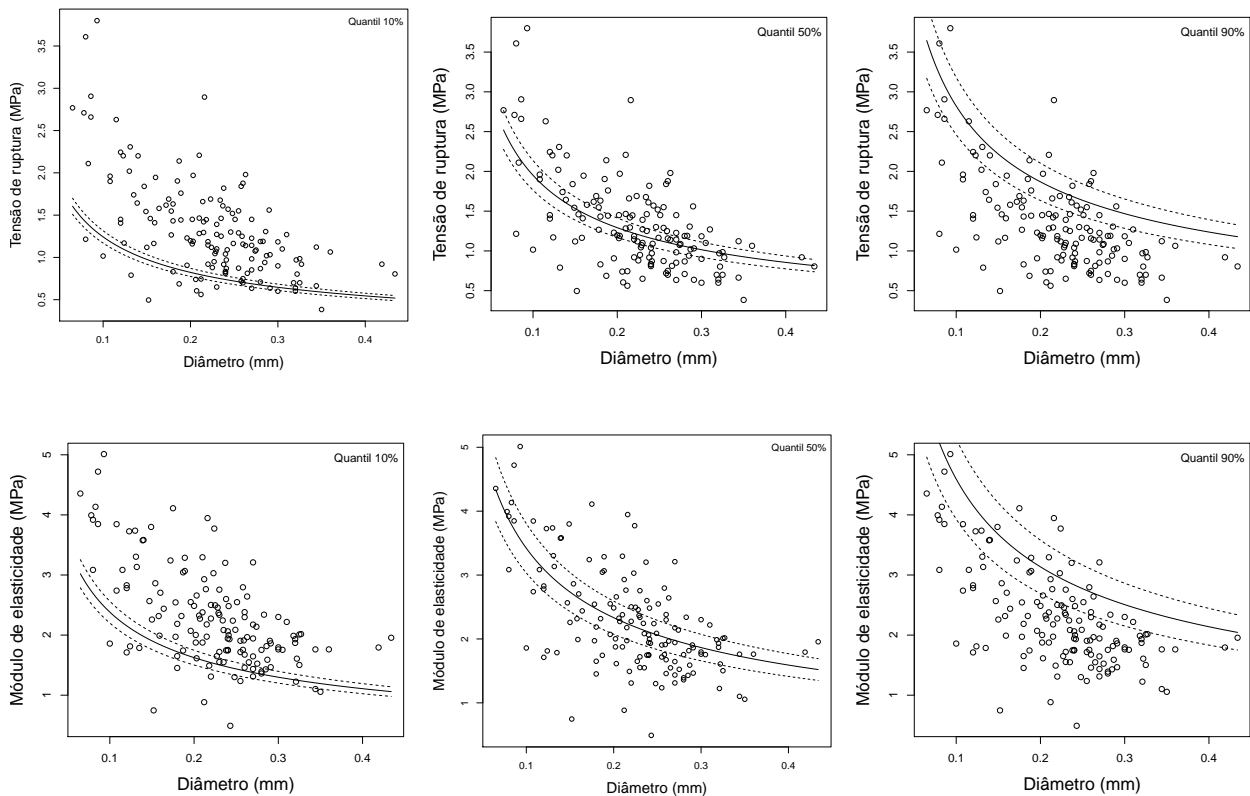 Quantil 10%
Tensão de ruptura (MPa)
3.5
3.0
2.5
2.0
1.5
1.0
0.5
0.1 0.2 0.3 0.4
Diâmetro (mm)
Quantil 50%
Tensão de ruptura (MPa)
3.5
3.0
2.5
2.0
1.5
1.0
0.5
0.1 0.2 0.3 0.4
Diâmetro (mm)
Quantil 90%
Tensão de ruptura (MPa)
3.5
3.0
2.5
2.0
1.5
1.0
0.5
0.1 0.2 0.3 0.4
Diâmetro (mm)
Quantil 10%
Módulo de elasticidade (MPa)
5
4
3
2
1
0.1 0.2 0.3 0.4
Diâmetro (mm)
Quantil 50%
Módulo de elasticidade (MPa)
5
4
3
2
1
0.1 0.2 0.3 0.4
Diâmetro (mm)
Quantil 90%
Módulo de elasticidade (MPa)
5
4
3
2
1
0.1 0.2 0.3 0.4
Diâmetro (mm)